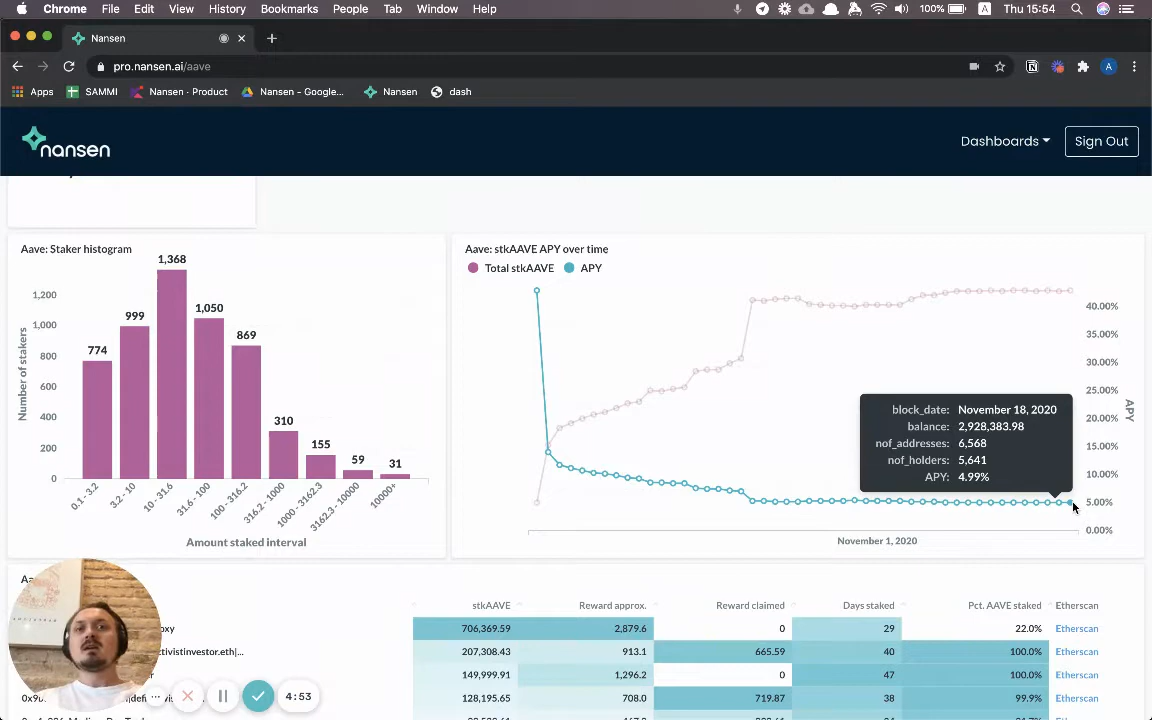 Chrome File Edit View History Bookmarks People Tab Window Help 100% A Thu 15:54
Nansen
pro.nansen.ai/aave A
Apps SAMMI Nansen · Product Nansen – Google... Nansen dash
nansen Dashboards Sign Out
Aave: Staker histogram
1,368
1,050
999
869
774
310
155
59
31
1,200
1,000
800
600
400
200
0
Number of stakers
0.1 - 3.2
3.2 - 10
10 - 31.6
31.6 - 100
100 - 316.2
316.2 - 1000
1000 - 3162.3
3162.3 - 10000
10000+
Amount staked interval
Aave: stkAAVE APY over time
Total stkAAVE APY
40.00%
35.00%
30.00%
25.00%
20.00%
15.00%
10.00%
5.00%
0.00%
APY
block_date: November 18, 2020
balance: 2,928,383.98
nof_addresses: 6,568
nof_holders: 5,641
APY: 4.99%
November 1, 2020
stkAAVE Reward approx. Reward claimed Days staked Pct. AAVE staked Etherscan
706,369.59 2,879.6 0 29 22.0% Etherscan
207,308.43 913.1 665.59 40 100.0% Etherscan
149,999.91 1,296.2 0 47 100.0% Etherscan
128,195.65 708.0 719.87 38 99.9% Etherscan
4:53